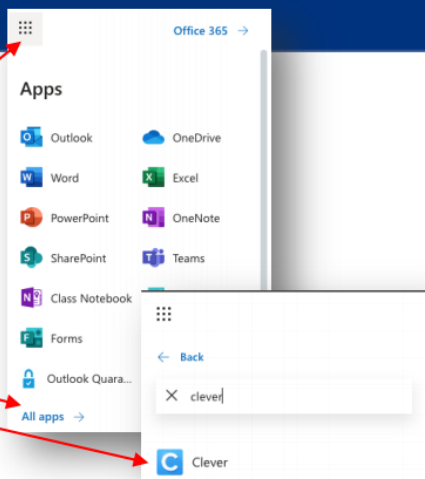 Office 365 →
Apps
Outlook
OneDrive
Word
Excel
PowerPoint
OneNote
SharePoint
Teams
Class Notebook
Forms
Outlook Quara...
All apps →
← Back
clever
Clever